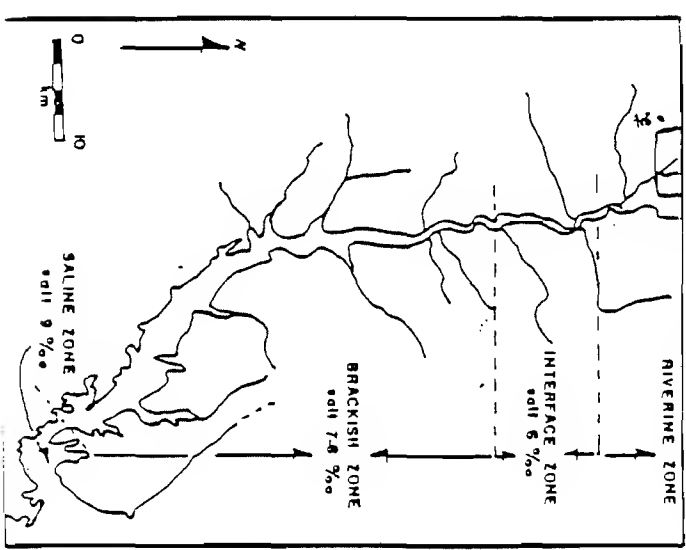 RIVERINE ZONE
INTERFACE ZONE
salt 6 ‰
BRACKISH ZONE
salt 7-8 ‰
SALINE ZONE
salt 9 ‰
N
0 10
km